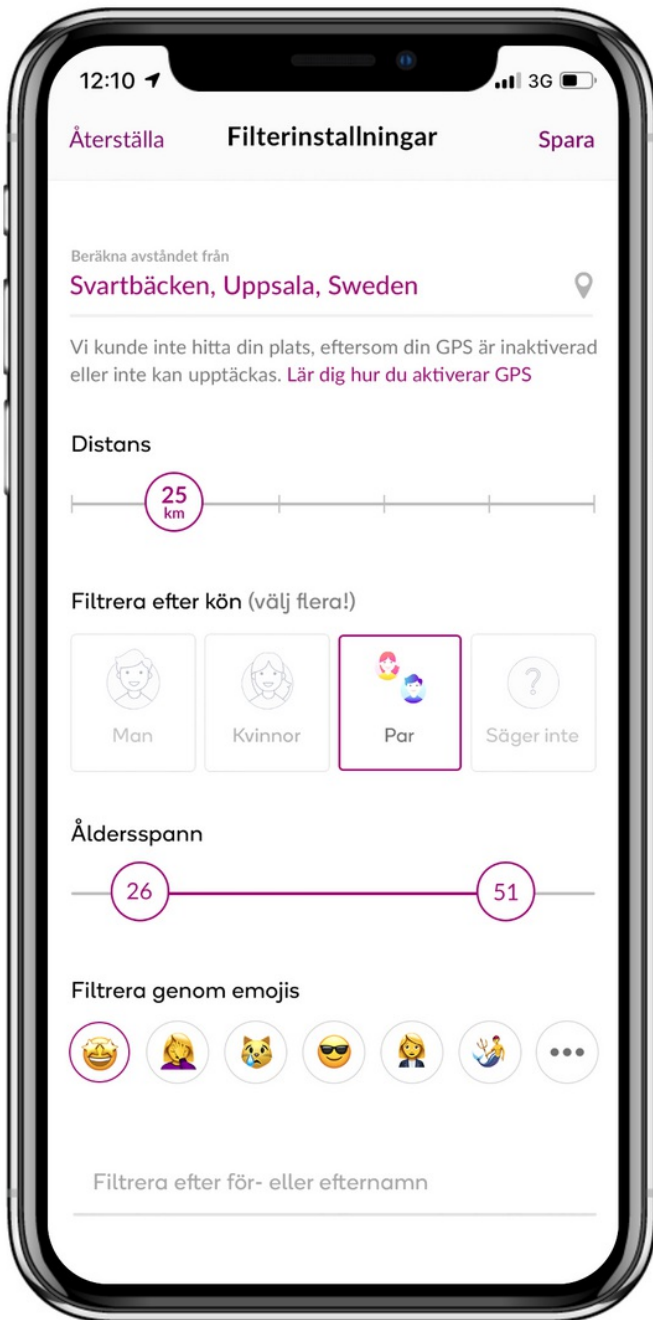 12:10 3G
Återställa Filterinstallningar Spara
Beräkna avståndet från
Svartbäcken, Uppsala, Sweden
Vi kunde inte hitta din plats, eftersom din GPS är inaktiverad
eller inte kan upptäckas. Lär dig hur du aktiverar GPS
Distans
25
km
Filtrera efter kön (välj flera!)
?
Man Kvinnor Par Säger inte
Åldersspann
26 51
Filtrera genom emojis
Filtrera efter för- eller efternamn